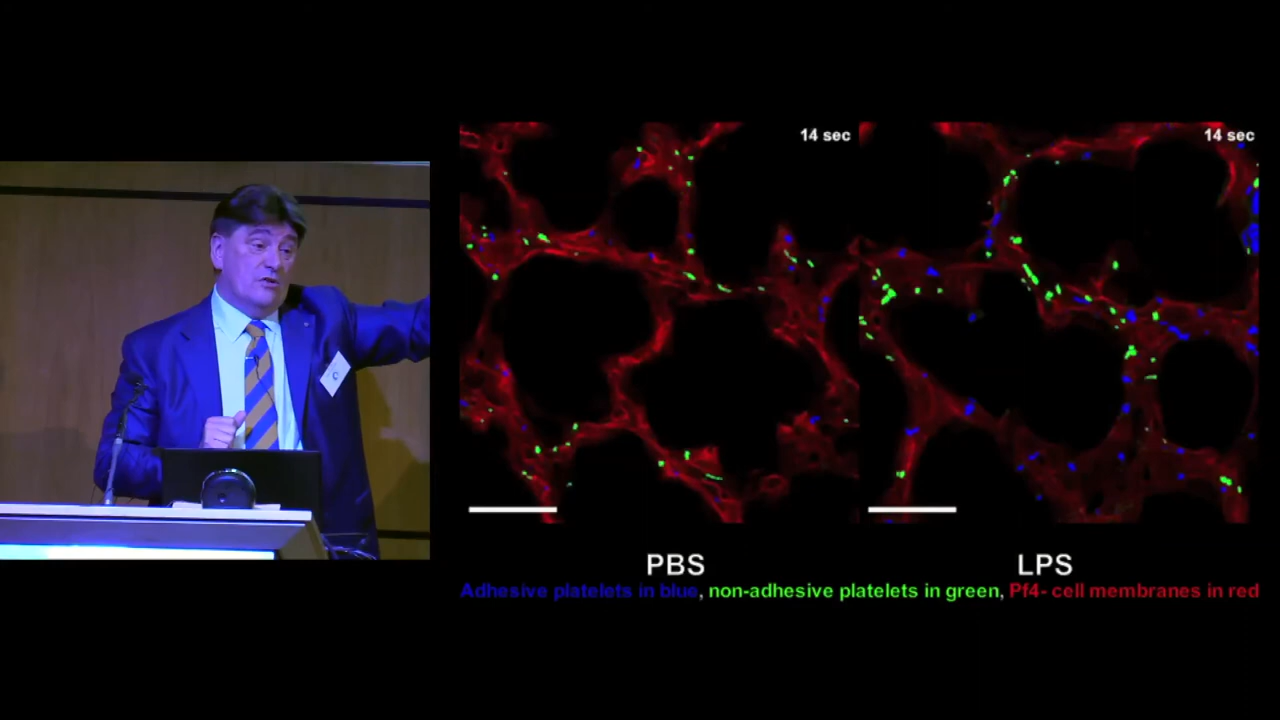 14 sec
14 sec
PBS
LPS
Adhesive platelets in blue, non-adhesive platelets in green, Pf4- cell membranes in red